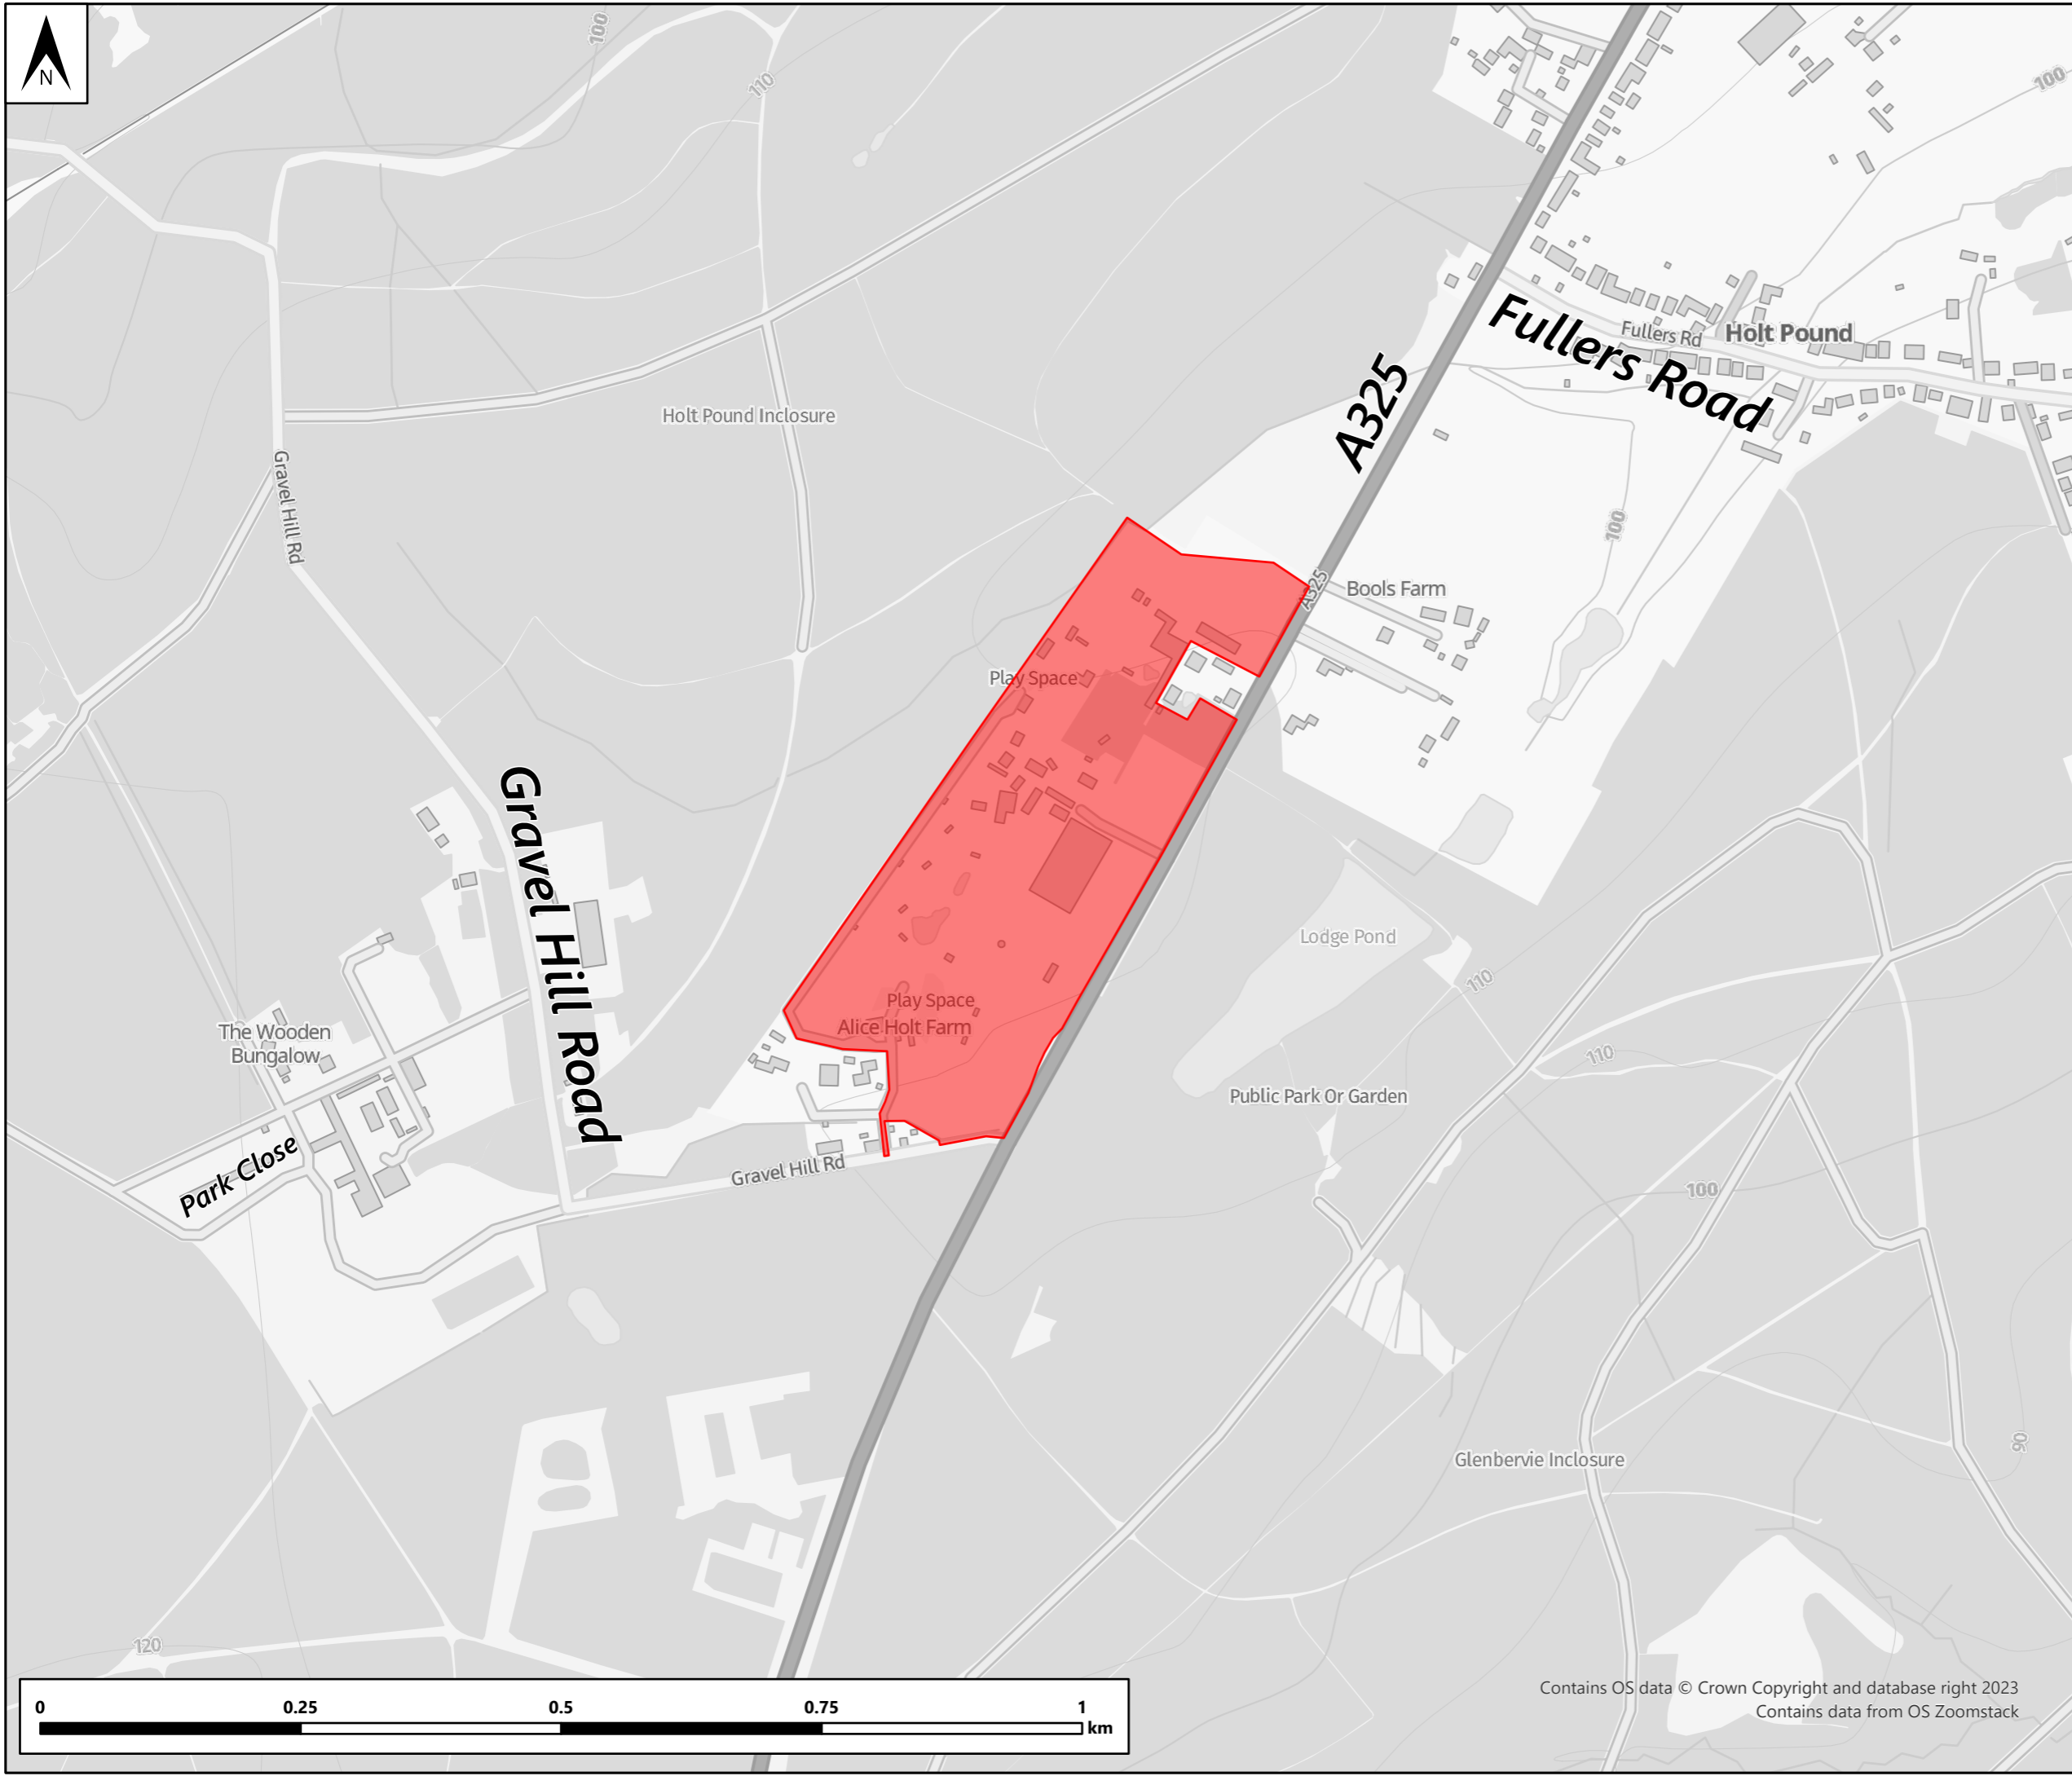 N
100
110
100
Fullers Road
Fullers Rd
Holt Pound
A325
Holt Pound Inclosure
Gravel Hill Rd
100
A325
Bools Farm
Play Space
Gravel Hill Road
Lodge Pond
110
Play Space
Alice Holt Farm
The Wooden
Bungalow
110
Public Park Or Garden
Park Close
Gravel Hill Rd
100
Glenbervie Inclosure
90
120
Contains OS data © Crown Copyright and database right 2023
Contains data from OS Zoomstack
0 0.25 0.5 0.75 1
km